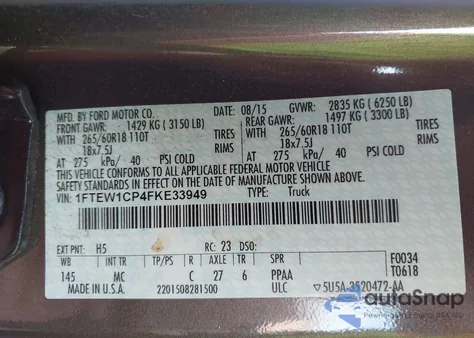 MFD. BY FORD MOTOR CO. 08/15 GVWR: 2835 KG (6250 LB)
FRONT GAWR: 1429 KG (3150 LB) REAR GAWR: 1497 KG (3300 LB)
WITH 265/60R18 110T TIRES WITH 265/60R18 110T TIRES
18x7.5J RIMS 18x7.5J RIMS
AT 275 kPa/ 40 PSI COLD AT 275 kPa/ 40 PSI COLD
THIS VEHICLE CONFORMS TO ALL APPLICABLE FEDERAL MOTOR VEHICLE
SAFETY STANDARDS IN EFFECT ON THE DATE OF MANUFACTURE SHOWN ABOVE.
VIN: 1FTEW1CP4FKE33949 TYPE: Truck
EXT PNT: H5 RC: 23 DSO:
WB INTTR TP/PS R AXLE TR SPR F0034
145 MC C 27 6 PPAA T0618
MADE IN U.S.A. 2201508281500 ULC 5U5A-3520472-AA
autoSnap